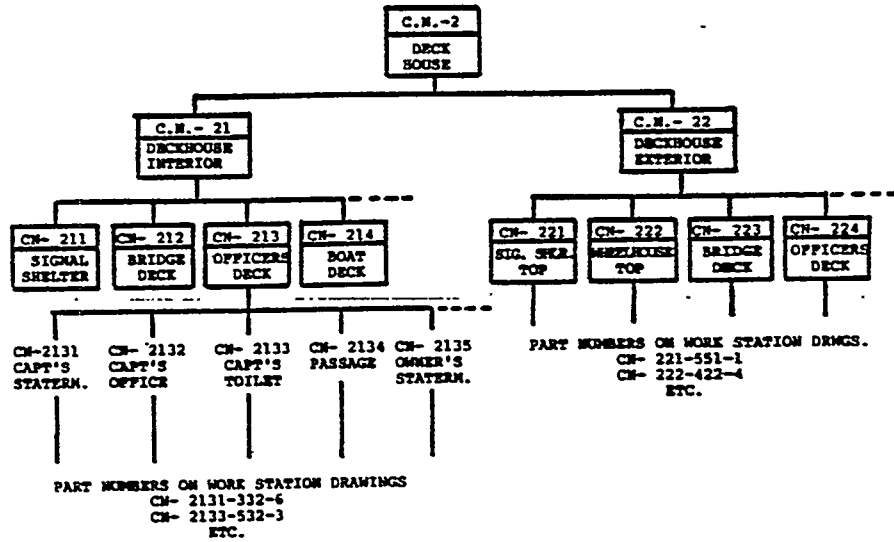 C.N.-2
DECK
HOUSE
C.N.- 21
DECKHOUSE
INTERIOR
C.N.- 22
DECKHOUSE
EXTERIOR
CN- 211
SIGNAL
SHELTER
CN- 212
BRIDGE
DECK
CN- 213
OFFICERS
DECK
CN- 214
BOAT
DECK
CN- 221
SIG. SHLR.
TOP
CN- 222
WHEELHOUSE
TOP
CN- 223
BRIDGE
DECK
CN- 224
OFFICERS
DECK
CN-2131
CAPT'S
STATERM.
CN- 2132
CAPT'S
OFFICE
CN- 2133
CAPT'S
TOILET
CN- 2134
PASSAGE
CN- 2135
OWNER'S
STATERM.
PART NUMBERS ON WORK STATION DRWGS.
CN- 221-551-1
CN- 222-422-4
ETC.
PART NUMBERS ON WORK STATION DRAWINGS
CN- 2131-332-6
CN- 2133-532-3
ETC.